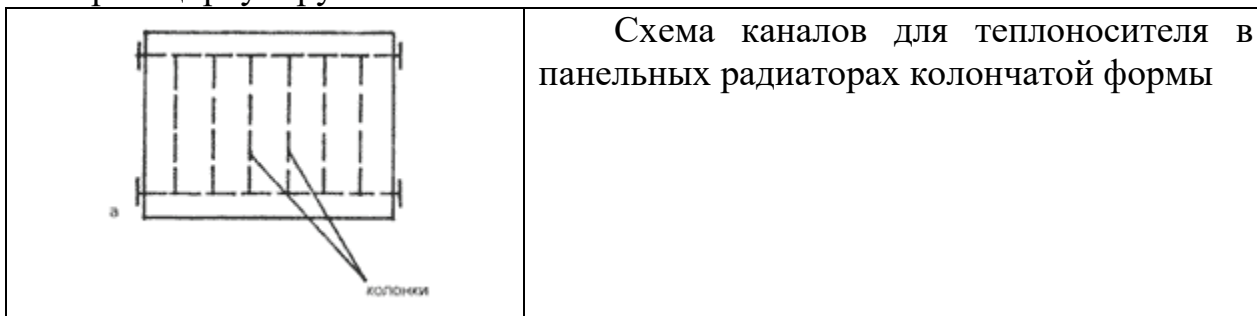 Схема каналов для теплоносителя в
панельных радиаторах колончатой формы
а
колонки